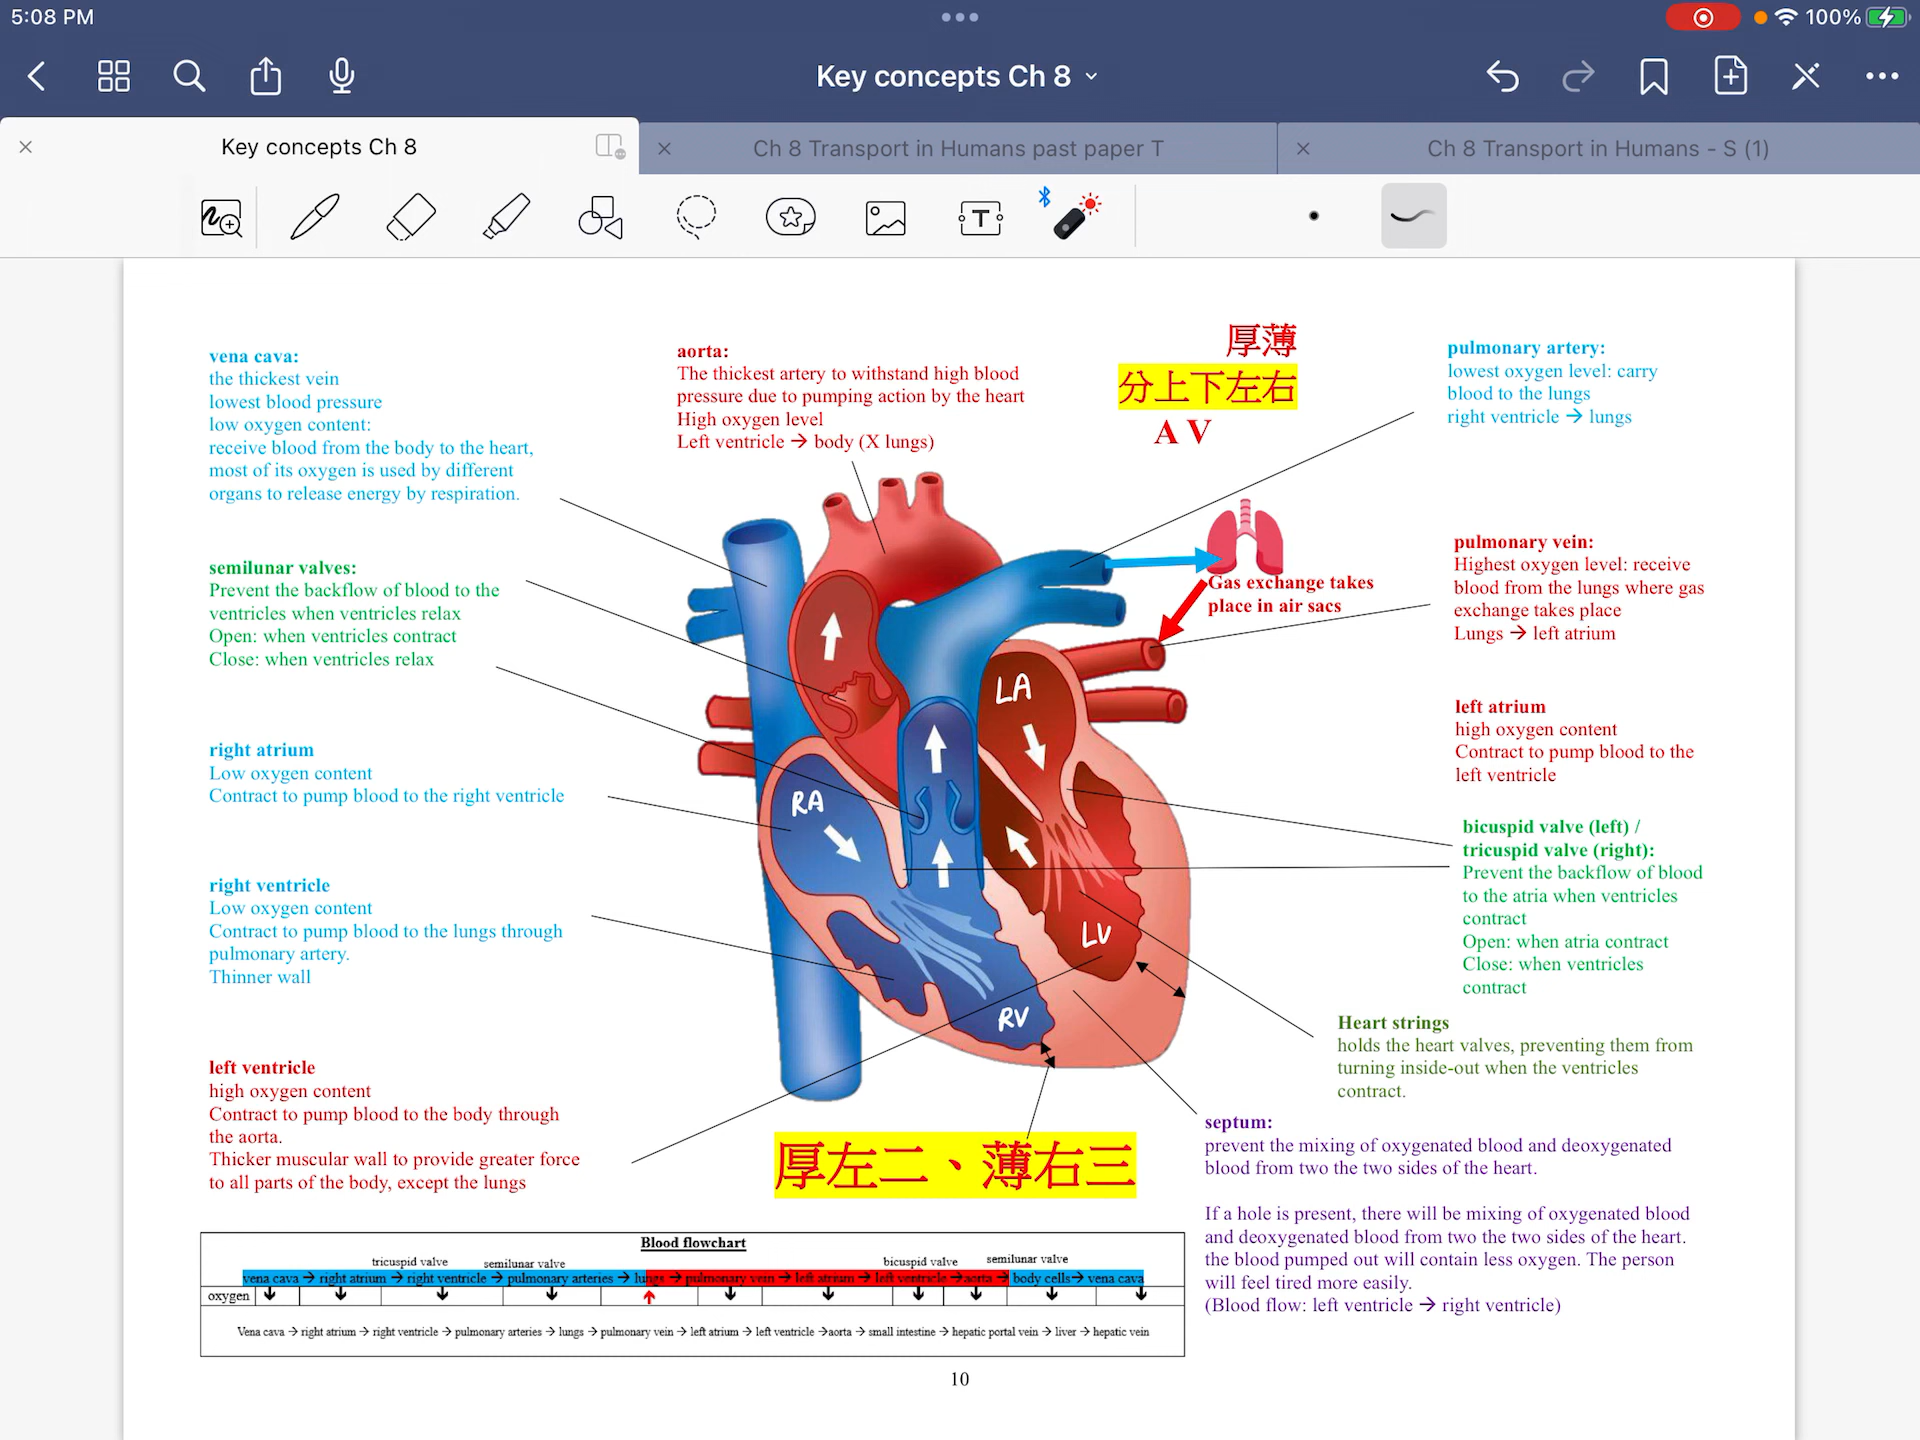 5:08 PM
100%
Key concepts Ch 8
Key concepts Ch 8
Ch 8 Transport in Humans past paper T
Ch 8 Transport in Humans - S (1)
T
vena cava:
the thickest vein
lowest blood pressure
low oxygen content:
receive blood from the body to the heart,
most of its oxygen is used by different
organs to release energy by respiration.
aorta:
The thickest artery to withstand high blood
pressure due to pumping action by the heart
High oxygen level
Left ventricle → body (X lungs)
厚薄
分上下左右
A V
pulmonary artery:
lowest oxygen level: carry
blood to the lungs
right ventricle → lungs
semilunar valves:
Prevent the backflow of blood to the
ventricles when ventricles relax
Open: when ventricles contract
Close: when ventricles relax
Gas exchange takes
place in air sacs
pulmonary vein:
Highest oxygen level: receive
blood from the lungs where gas
exchange takes place
Lungs → left atrium
LA
RA
LV
RV
left atrium
high oxygen content
Contract to pump blood to the
left ventricle
right atrium
Low oxygen content
Contract to pump blood to the right ventricle
bicuspid valve (left) /
tricuspid valve (right):
Prevent the backflow of blood
to the atria when ventricles
contract
Open: when atria contract
Close: when ventricles
contract
right ventricle
Low oxygen content
Contract to pump blood to the lungs through
pulmonary artery.
Thinner wall
Heart strings
holds the heart valves, preventing them from
turning inside-out when the ventricles
contract.
left ventricle
high oxygen content
Contract to pump blood to the body through
the aorta.
Thicker muscular wall to provide greater force
to all parts of the body, except the lungs
厚左二、薄右三
septum:
prevent the mixing of oxygenated blood and deoxygenated
blood from two the two sides of the heart.
If a hole is present, there will be mixing of oxygenated blood
and deoxygenated blood from two the two sides of the heart.
the blood pumped out will contain less oxygen. The person
will feel tired more easily.
(Blood flow: left ventricle → right ventricle)
Blood flowchart
tricuspid valve semilunar valve bicuspid valve semilunar valve
vena cava → right atrium → right ventricle → pulmonary arteries → lungs → pulmonary vein → left atrium → left ventricle →aorta → body cells→ vena cava
oxygen ↓ ↓ ↓ ↓ ↑ ↓ ↓ ↓ ↓ ↓ ↓
Vena cava → right atrium → right ventricle → pulmonary arteries → lungs → pulmonary vein → left atrium → left ventricle →aorta → small intestine → hepatic portal vein → liver → hepatic vein
10